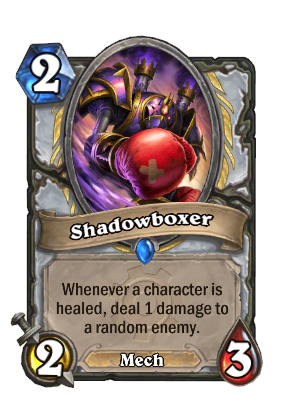 2
Shadowboxer
Whenever a character is
healed, deal 1 damage to
a random enemy.
2
Mech
3